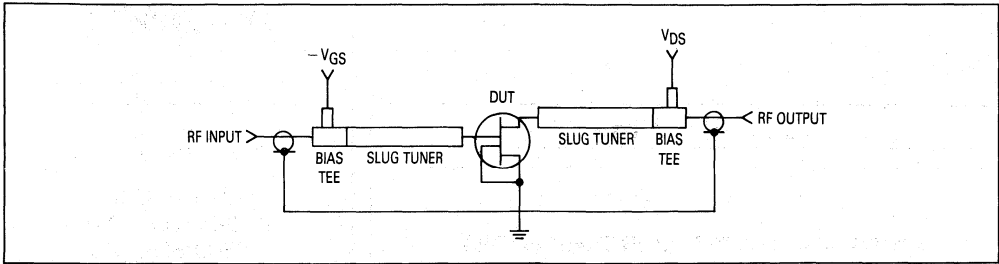 – VGS
VDS
DUT
RF INPUT
RF OUTPUT
BIAS
TEE
SLUG TUNER
SLUG TUNER
BIAS
TEE